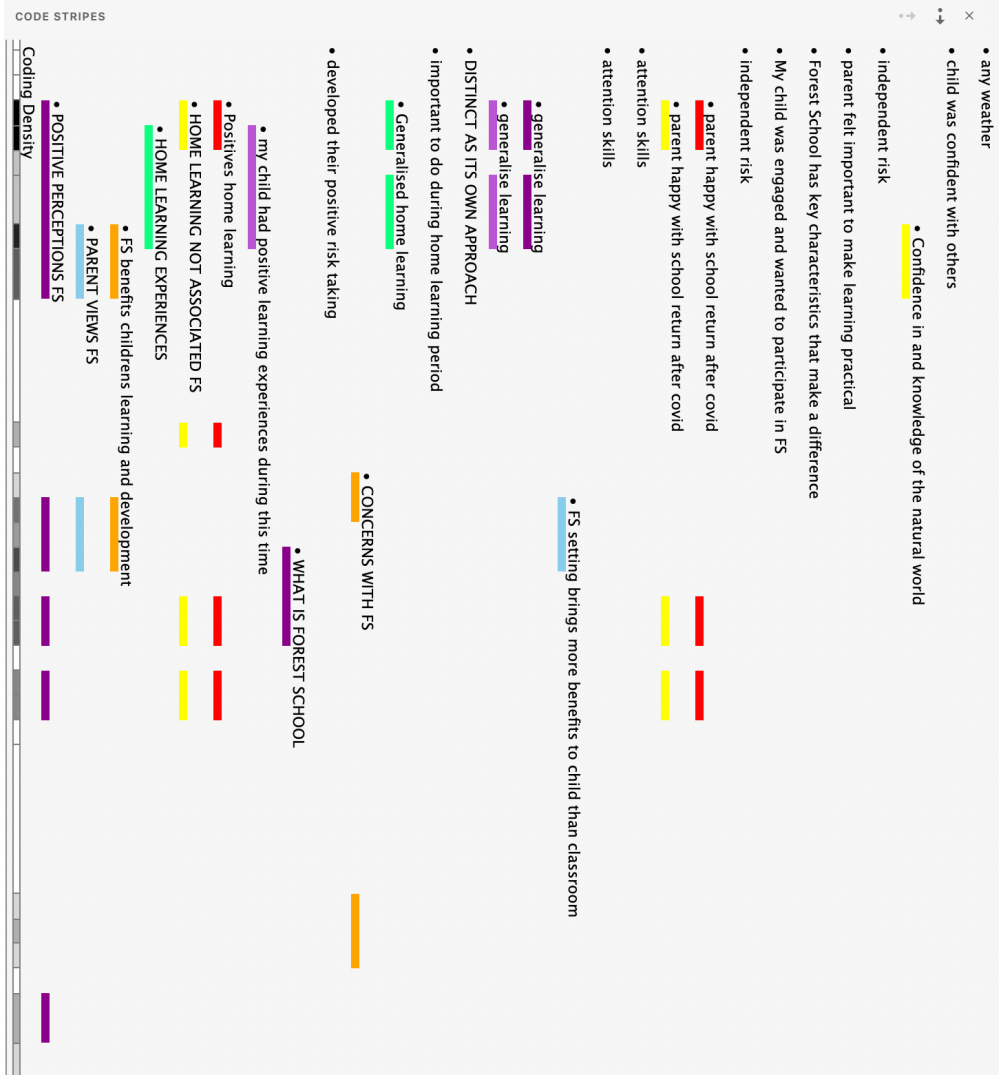 CODE STRIPES
Coding Density
• POSITIVE PERCEPTIONS FS
• PARENT VIEWS FS
• FS benefits childrens learning and development
• HOME LEARNING EXPERIENCES
• HOME LEARNING NOT ASSOCIATED FS
• Positives home learning
• my child had positive learning experiences during this time
• WHAT IS FOREST SCHOOL
• developed their positive risk taking
• CONCERNS WITH FS
• Generalised home learning
• important to do during home learning period
• DISTINCT AS ITS OWN APPROACH
• generalise learning
• generalise learning
• FS setting brings more benefits to child than classroom
• attention skills
• attention skills
• parent happy with school return after covid
• parent happy with school return after covid
• independent risk
• My child was engaged and wanted to participate in FS
• Forest School has key characteristics that make a difference
• parent felt important to make learning practical
• independent risk
• Confidence in and knowledge of the natural world
• child was confident with others
• any weather